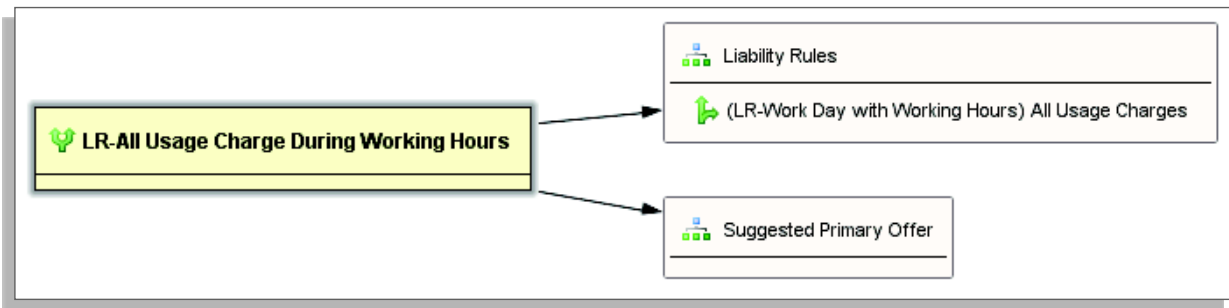 LR-All Usage Charge During Working Hours
Liability Rules
(LR-Work Day with Working Hours) All Usage Charges
Suggested Primary Offer